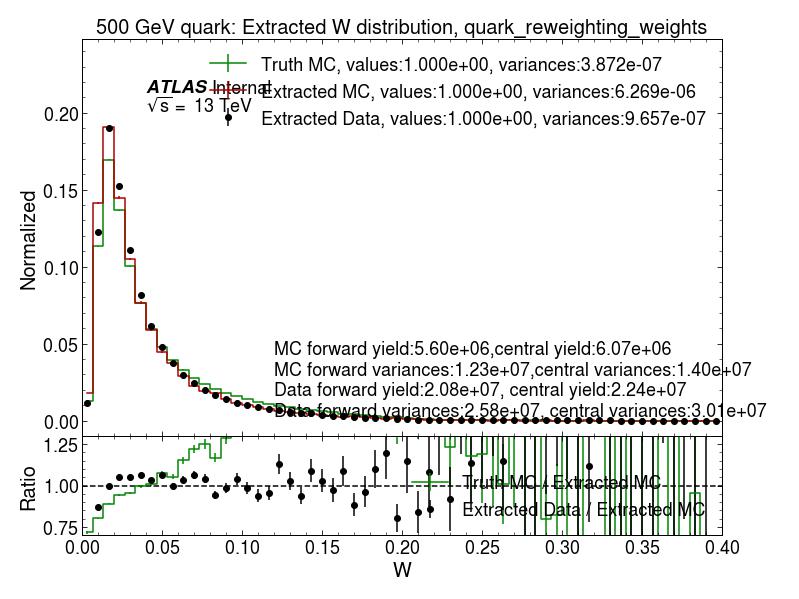 500 GeV quark: Extracted W distribution, quark_reweighting_weights
Truth MC, values:1.000e+00, variances:3.872e-07
ATLAS Internal
Extracted MC, values:1.000e+00, variances:6.269e-06
√s = 13 TeV
Extracted Data, values:1.000e+00, variances:9.657e-07
0.20
0.15
0.10
0.05
0.00
Normalized
MC forward yield:5.60e+06,central yield:6.07e+06
MC forward variances:1.23e+07,central variances:1.40e+07
Data forward yield:2.08e+07, central yield:2.24e+07
Data forward variances:2.58e+07, central variances:3.01e+07
1.25
1.00
0.75
Ratio
Truth MC / Extracted MC
Extracted Data / Extracted MC
0.00 0.05 0.10 0.15 0.20 0.25 0.30 0.35 0.40
W